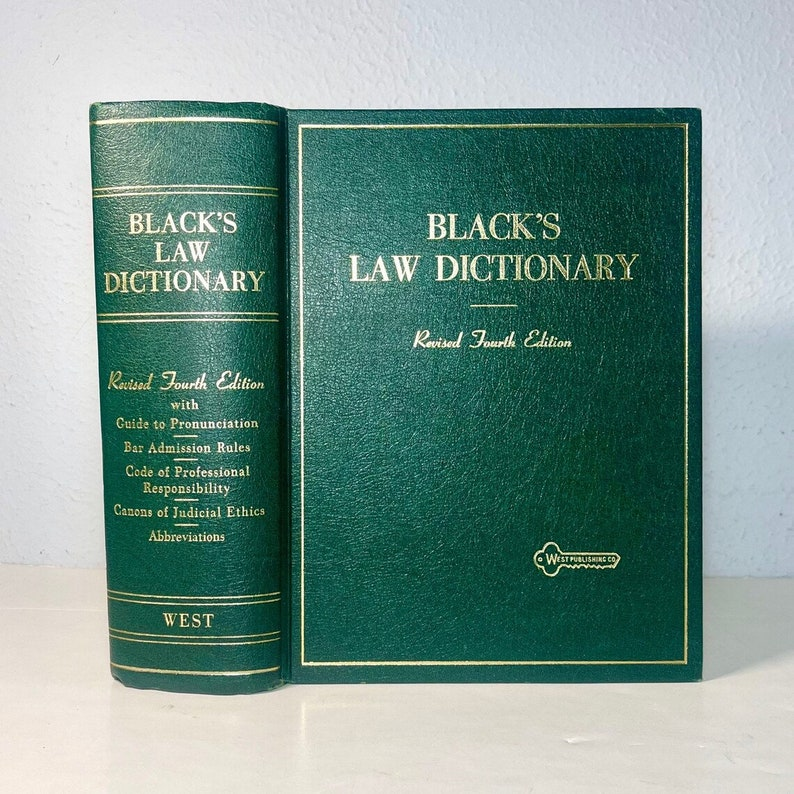 BLACK'S
LAW
DICTIONARY
Revised Fourth Edition
with
Guide to Pronunciation
Bar Admission Rules
Code of Professional
Responsibility
Canons of Judicial Ethics
Abbreviations
WEST
BLACK'S
LAW DICTIONARY
Revised Fourth Edition
WEST PUBLISHING CO.